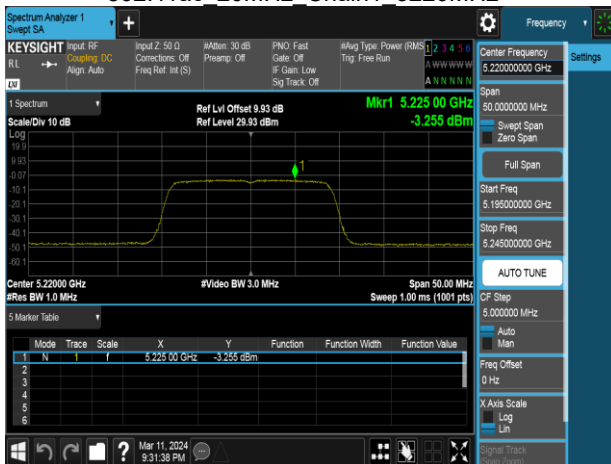 Spectrum Analyzer 1
Swept SA
+
Frequency
KEYSIGHT
RL
LXI
Input: RF
Coupling: DC
Align: Auto
Input Z: 50 Ω
Corrections: Off
Freq Ref: Int (S)
#Atten: 30 dB
Preamp: Off
PNO: Fast
Gate: Off
IF Gain: Low
Sig Track: Off
#Avg Type: Power (RMS
Trig: Free Run
1 2 3 4 5 6
A W W W W W
A N N N N N
1 Spectrum
Scale/Div 10 dB
Ref Lvl Offset 9.93 dB
Ref Level 29.93 dBm
Mkr1 5.225 00 GHz
-3.255 dBm
Log
19.9
9.93
-0.07
-10.1
-20.1
-30.1
-40.1
-50.1
-60.1
1
Center 5.22000 GHz
#Video BW 3.0 MHz
Span 50.00 MHz
#Res BW 1.0 MHz
Sweep 1.00 ms (1001 pts)
5 Marker Table
Mode Trace Scale X Y Function Function Width Function Value
1 N 1 f 5.225 00 GHz -3.255 dBm
2
3
4
5
6
?
Mar 11, 2024
9:31:38 PM
Center Frequency
5.220000000 GHz
Settings
Span
50.0000000 MHz
Swept Span
Zero Span
Full Span
Start Freq
5.195000000 GHz
Stop Freq
5.245000000 GHz
AUTO TUNE
CF Step
5.000000 MHz
Auto
Man
Freq Offset
0 Hz
X Axis Scale
Log
Lin
Signal Track
(Span Zoom)